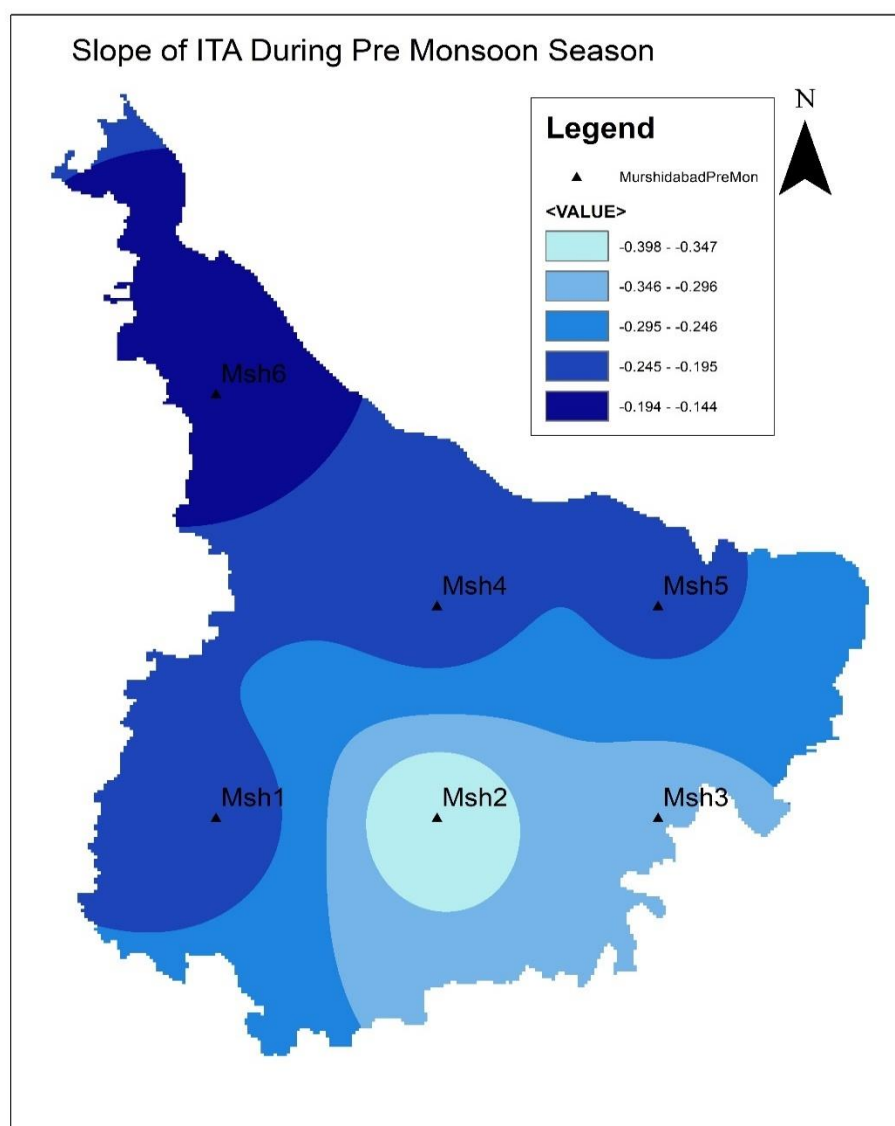 Slope of ITA During Pre Monsoon Season
N
Legend
MurshidabadPreMon
<VALUE>
-0.398 - -0.347
-0.346 - -0.296
-0.295 - -0.246
-0.245 - -0.195
-0.194 - -0.144
Msh6
Msh4
Msh5
Msh1
Msh2
Msh3